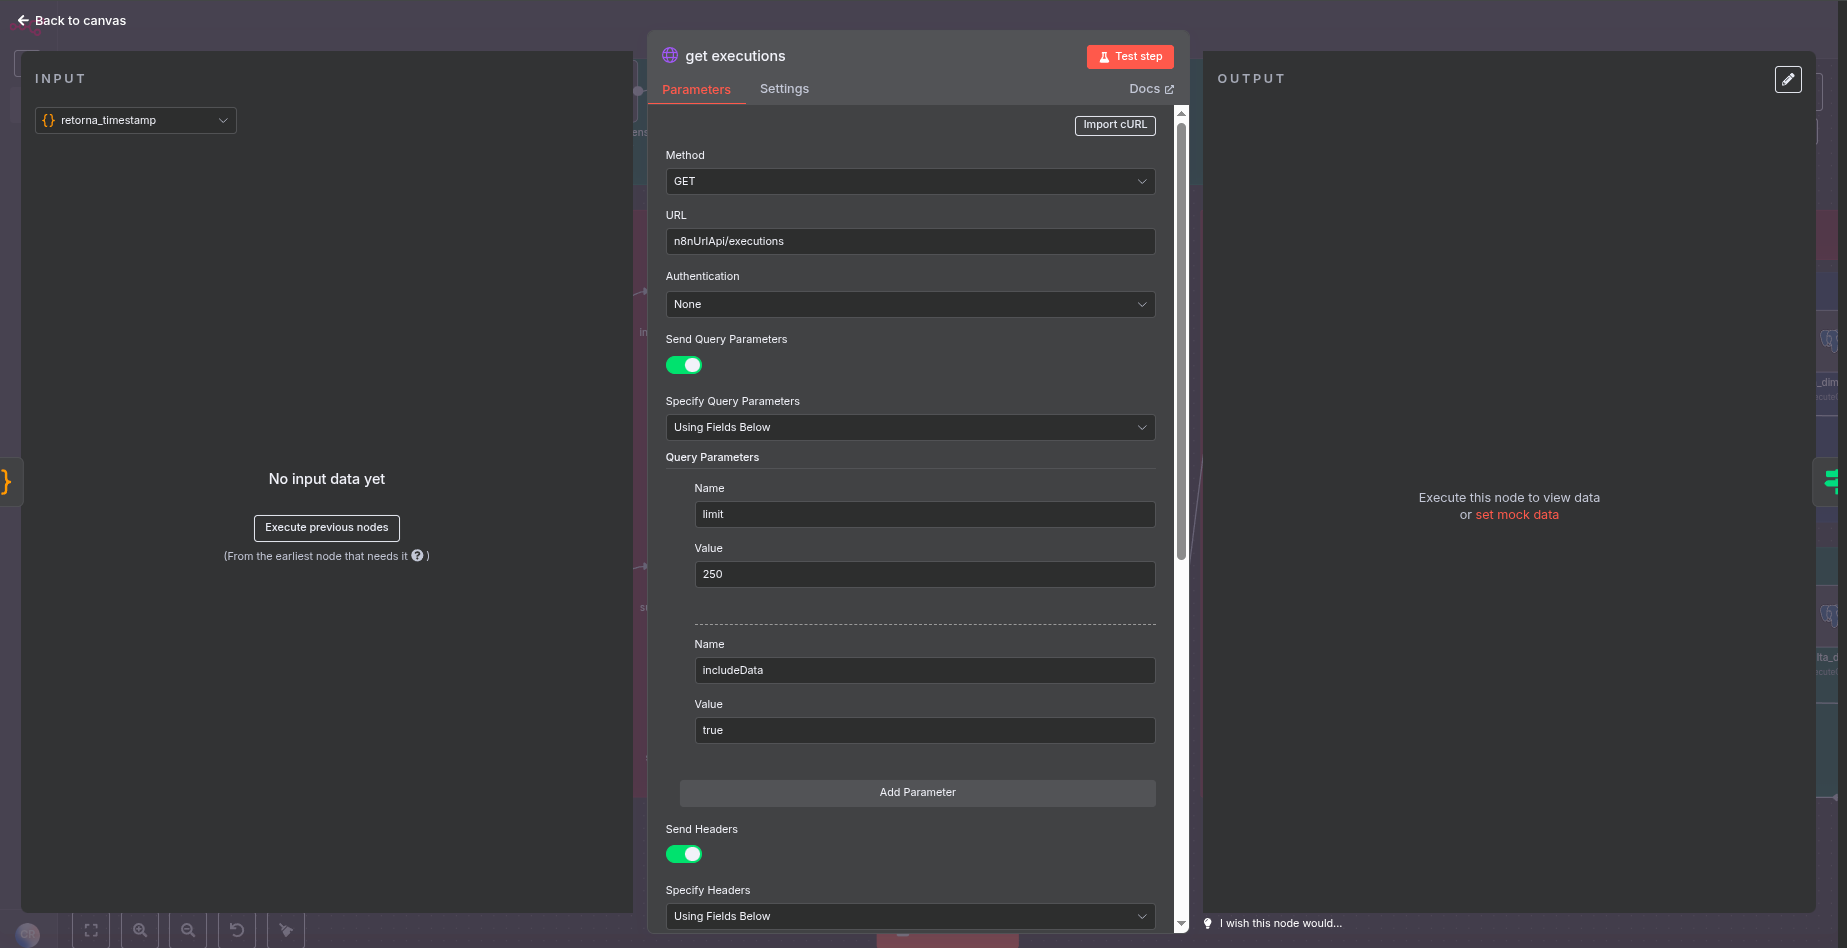 Back to canvas
INPUT
{} retorna_timestamp
No input data yet
Execute previous nodes
(From the earliest node that needs it ? )
get executions
Test step
Parameters
Settings
Docs
Import cURL
Method
GET
URL
n8nUrlApi/executions
Authentication
None
Send Query Parameters
Specify Query Parameters
Using Fields Below
Query Parameters
Name
limit
Value
250
Name
includeData
Value
true
Add Parameter
Send Headers
Specify Headers
Using Fields Below
OUTPUT
Execute this node to view data
or set mock data
I wish this node would...
CR